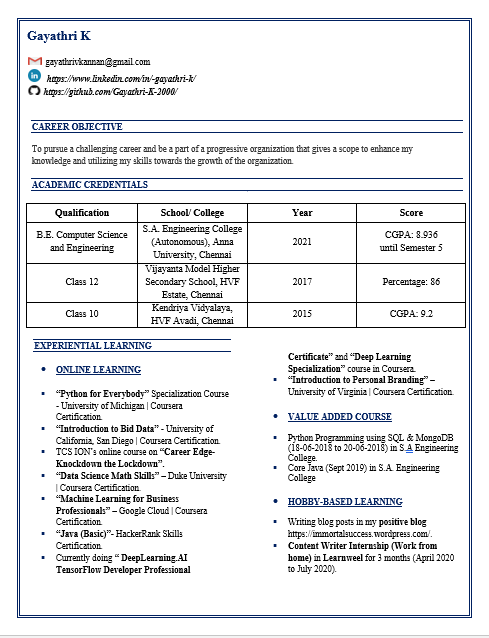 Gayathri K
gayathrivkannan@gmail.com
https://www.linkedin.com/in/-gayathri-k/
https://github.com/Gayathri-K-2000/
CAREER OBJECTIVE
To pursue a challenging career and be a part of a progressive organization that gives a scope to enhance my
knowledge and utilizing my skills towards the growth of the organization.
ACADEMIC CREDENTIALS
Qualification School/ College Year Score
B.E. Computer Science
and Engineering
S.A. Engineering College
(Autonomous), Anna
University, Chennai
2021
CGPA: 8.936
until Semester 5
Class 12
Vijayanta Model Higher
Secondary School, HVF
Estate, Chennai
2017
Percentage: 86
Class 10
Kendriya Vidyalaya,
HVF Avadi, Chennai
2015
CGPA: 9.2
EXPERIENTIAL LEARNING
• ONLINE LEARNING
▪ “Python for Everybody” Specialization Course
- University of Michigan | Coursera
Certification.
▪ “Introduction to Bid Data” - University of
California, San Diego | Coursera Certification.
▪ TCS ION’s online course on “Career Edge-
Knockdown the Lockdown”.
▪ “Data Science Math Skills” – Duke University
| Coursera Certification.
▪ “Machine Learning for Business
Professionals” – Google Cloud | Coursera
Certification.
▪ “Java (Basic)”- HackerRank Skills
Certification.
▪ Currently doing “ DeepLearning.AI
TensorFlow Developer Professional
Certificate” and “Deep Learning
Specialization” course in Coursera.
▪ “Introduction to Personal Branding” –
University of Virginia | Coursera Certification.
• VALUE ADDED COURSE
▪ Python Programming using SQL & MongoDB
(18-06-2018 to 20-06-2018) in S.A Engineering
College.
▪ Core Java (Sept 2019) in S.A. Engineering
College
• HOBBY-BASED LEARNING
▪ Writing blog posts in my positive blog
https://immortalsuccess.wordpress.com/.
▪ Content Writer Internship (Work from
home) in Learnweel for 3 months (April 2020
to July 2020).